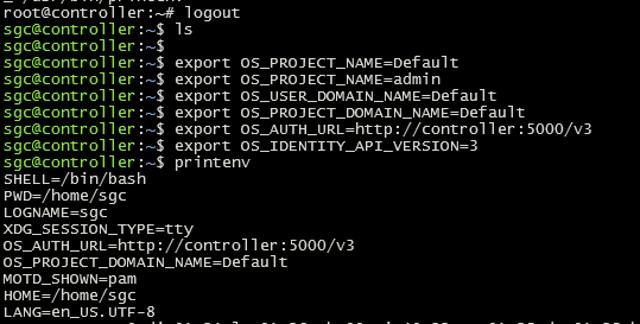 root@controller:~# logout
sgc@controller:~$ ls
sgc@controller:~$
sgc@controller:~$ export OS_PROJECT_NAME=Default
sgc@controller:~$ export OS_PROJECT_NAME=admin
sgc@controller:~$ export OS_USER_DOMAIN_NAME=Default
sgc@controller:~$ export OS_PROJECT_DOMAIN_NAME=Default
sgc@controller:~$ export OS_AUTH_URL=http://controller:5000/v3
sgc@controller:~$ export OS_IDENTITY_API_VERSION=3
sgc@controller:~$ printenv
SHELL=/bin/bash
PWD=/home/sgc
LOGNAME=sgc
XDG_SESSION_TYPE=tty
OS_AUTH_URL=http://controller:5000/v3
OS_PROJECT_DOMAIN_NAME=Default
MOTD_SHOWN=pam
HOME=/home/sgc
LANG=en_US.UTF-8